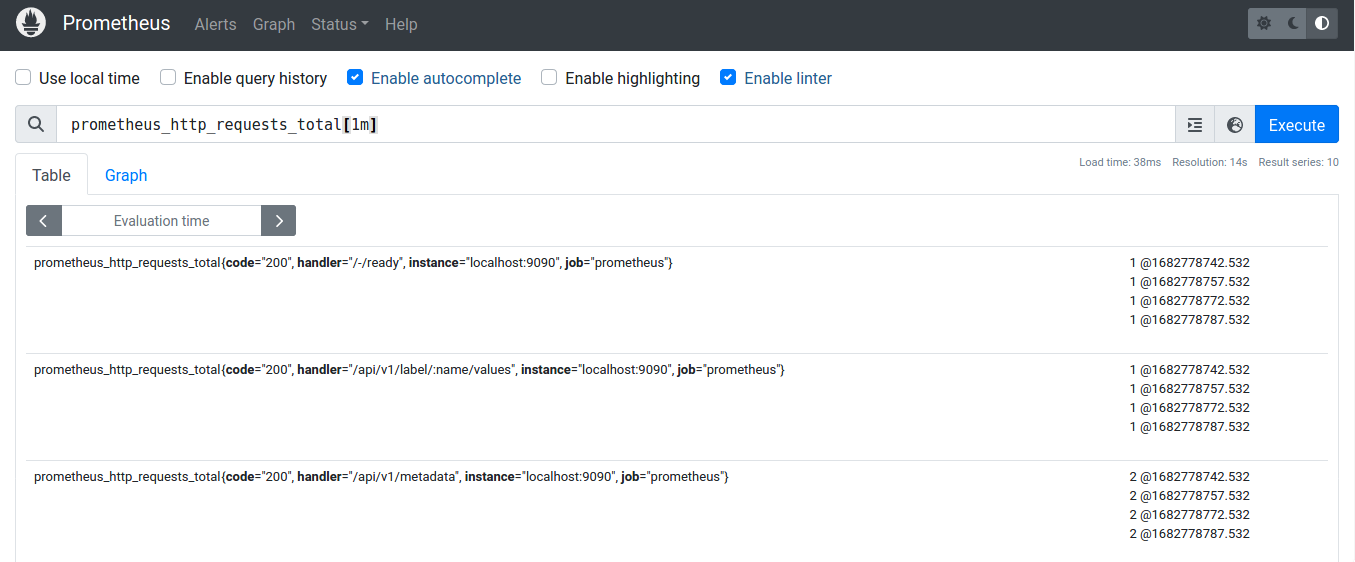 Prometheus Alerts Graph Status Help
Use local time Enable query history Enable autocomplete Enable highlighting Enable linter
prometheus_http_requests_total[1m] Execute
Load time: 38ms Resolution: 14s Result series: 10
Table Graph
Evaluation time
prometheus_http_requests_total{code="200", handler="/-/ready", instance="localhost:9090", job="prometheus"} 1 @1682778742.532
1 @1682778757.532
1 @1682778772.532
1 @1682778787.532
prometheus_http_requests_total{code="200", handler="/api/v1/label/:name/values", instance="localhost:9090", job="prometheus"} 1 @1682778742.532
1 @1682778757.532
1 @1682778772.532
1 @1682778787.532
prometheus_http_requests_total{code="200", handler="/api/v1/metadata", instance="localhost:9090", job="prometheus"} 2 @1682778742.532
2 @1682778757.532
2 @1682778772.532
2 @1682778787.532